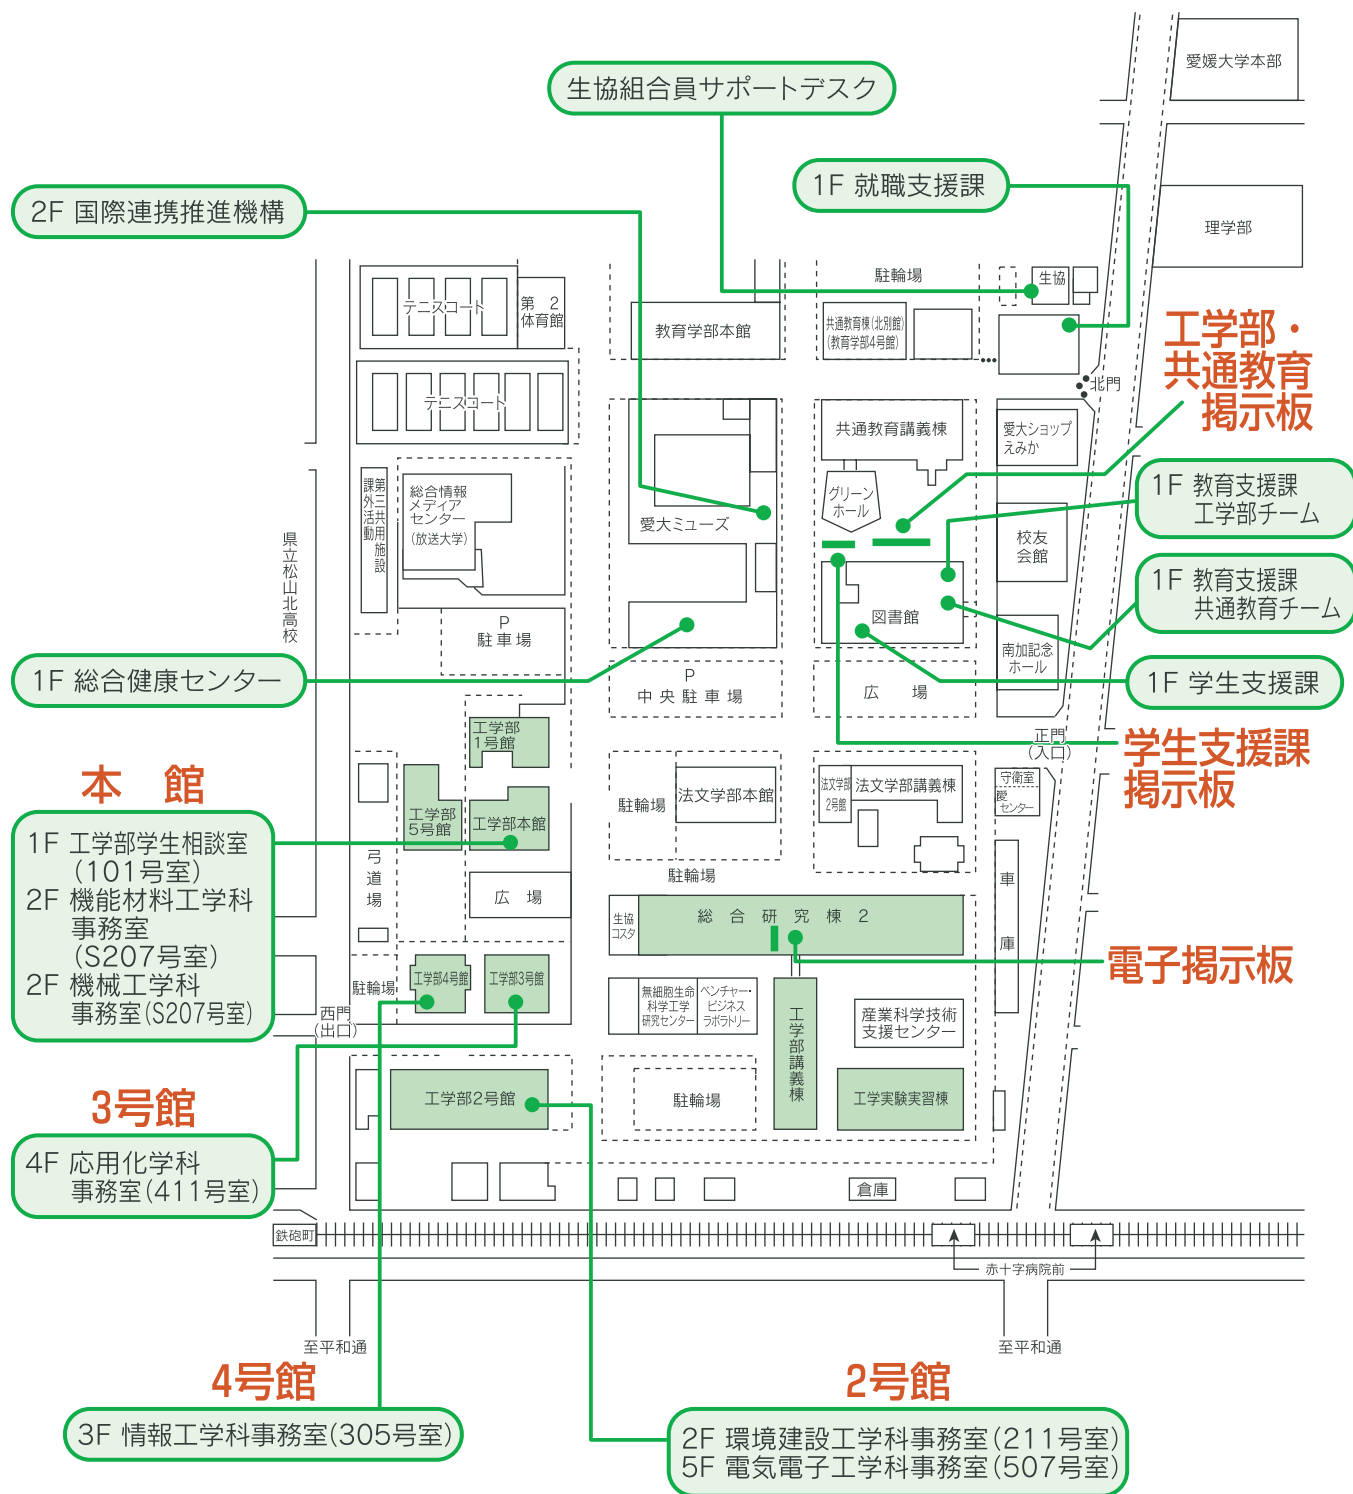 愛媛大学本部
生協組合員サポートデスク
1F 就職支援課
2F 国際連携推進機構
理学部
駐輪場
生協
テニスコート
第 2
体育館
教育学部本館
共通教育棟(北別館)
(教育学部4号館)
工学部・
共通教育
掲示板
北門
テニスコート
共通教育講義棟
愛大ショップ
えみか
第三共用施設
課外活動
総合情報
メディア
センター
(放送大学)
グリーン
ホール
愛大ミューズ
1F 教育支援課
工学部チーム
校友
会館
県立松山北高校
1F 教育支援課
共通教育チーム
図書館
P
駐車場
南加記念
ホール
1F 総合健康センター
P
中央駐車場
広 場
1F 学生支援課
工学部
1号館
正門
(入口)
学生支援課
掲示板
本 館
工学部
5号館
工学部本館
駐輪場
法文学部本館
法文学部
2号館
法文学部講義棟
守衛室
愛
センター
1F 工学部学生相談室
(101号室)
2F 機能材料工学科
事務室
(S207号室)
2F 機械工学科
事務室(S207号室)
弓道場
広 場
駐輪場
車庫
生協
コスタ
総合研究棟2
電子掲示板
駐輪場
工学部4号館
工学部3号館
無細胞生命
科学工学
研究センター
ベンチャー・
ビジネス
ラボラトリー
工学部講義棟
産業科学技術
支援センター
西門
(出口)
3号館
工学部2号館
駐輪場
工学実験実習棟
4F 応用化学科
事務室(411号室)
倉庫
鉄砲町
赤十字病院前
至平和通
至平和通
4号館
3F 情報工学科事務室(305号室)
2号館
2F 環境建設工学科事務室(211号室)
5F 電気電子工学科事務室(507号室)